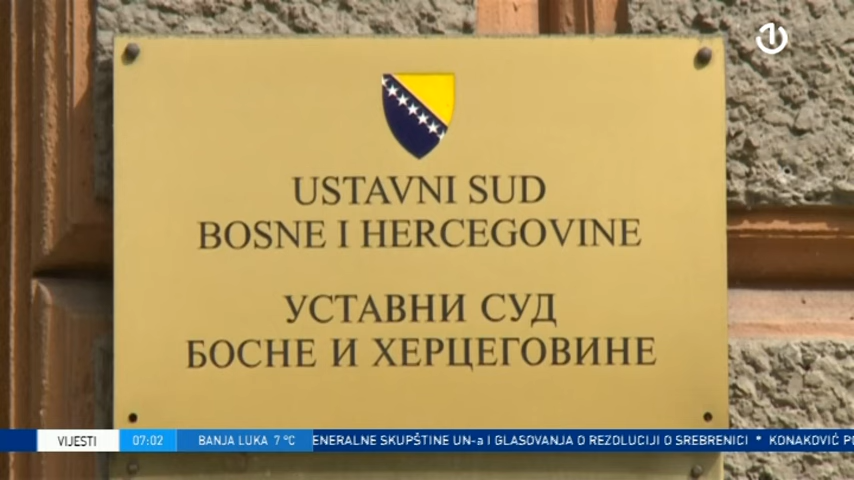 USTAVNI SUD
BOSNE I HERCEGOVINE
УСТАВНИ СУД
БОСНЕ И ХЕРЦЕГОВИНЕ
VIJESTI 07:02 BANJA LUKA 7 °C ENERALNE SKUPŠTINE UN-a I GLASOVANJA O REZOLUCIJI O SREBRENICI * KONAKOVIĆ